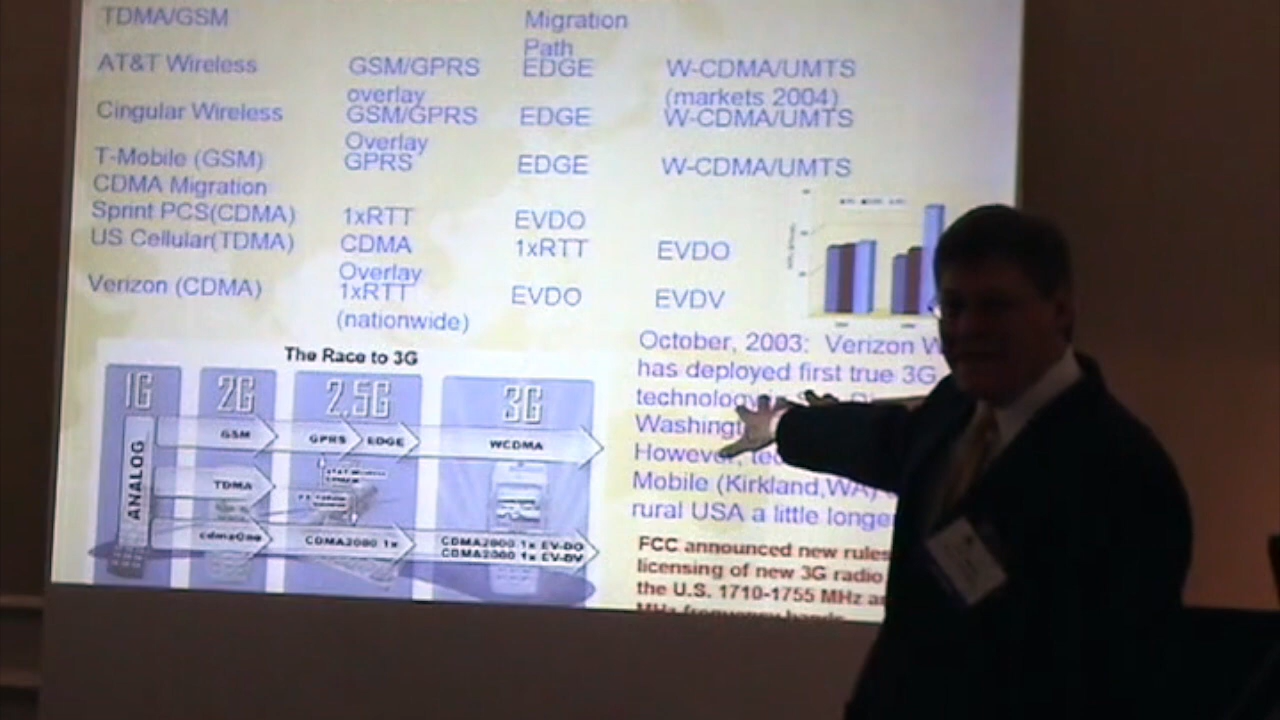 TDMA/GSM Migration Path
AT&T Wireless GSM/GPRS overlay EDGE W-CDMA/UMTS (markets 2004)
Cingular Wireless GSM/GPRS Overlay EDGE W-CDMA/UMTS
T-Mobile (GSM) GPRS EDGE W-CDMA/UMTS
CDMA Migration
Sprint PCS(CDMA) 1xRTT EVDO
US Cellular(TDMA) CDMA Overlay 1xRTT EVDO
Verizon (CDMA) 1xRTT (nationwide) EVDO EVDV
October, 2003: Verizon W
has deployed first true 3G
technology
Washingt
However,
Mobile (Kirkland,WA)
rural USA a little longe
FCC announced new rules
licensing of new 3G radio
the U.S. 1710-1755 MHz
MHz frequency bands
The Race to 3G
1G 2G 2.5G 3G
ANALOG
GSM GPRS EDGE WCDMA
TDMA
cdmaOne CDMA2000 1x CDMA2000 1x EV-DO
CDMA2000 1x EV-DV